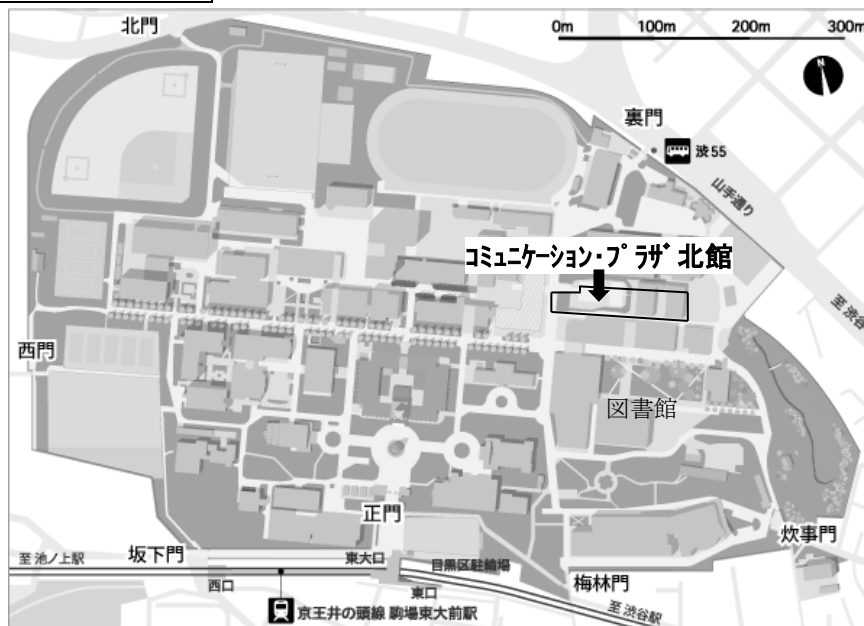 北門
0m 100m 200m 300m
N
裏門
渋55
山手通り
コミュニケーション・プラザ 北館
至 渋谷
西門
図書館
正門
炊事門
至 池ノ上駅
坂下門
東大口
目黒区駐輪場
西口
東口
梅林門
至 渋谷駅
京王井の頭線 駒場東大前駅